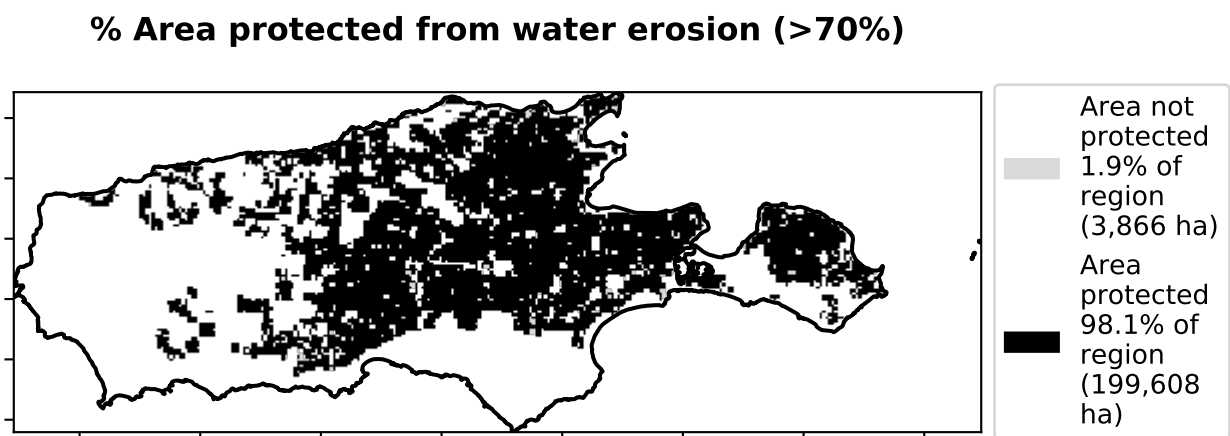 % Area protected from water erosion (>70%)
Area not
protected
1.9% of
region
(3,866 ha)
Area
protected
98.1% of
region
(199,608
ha)